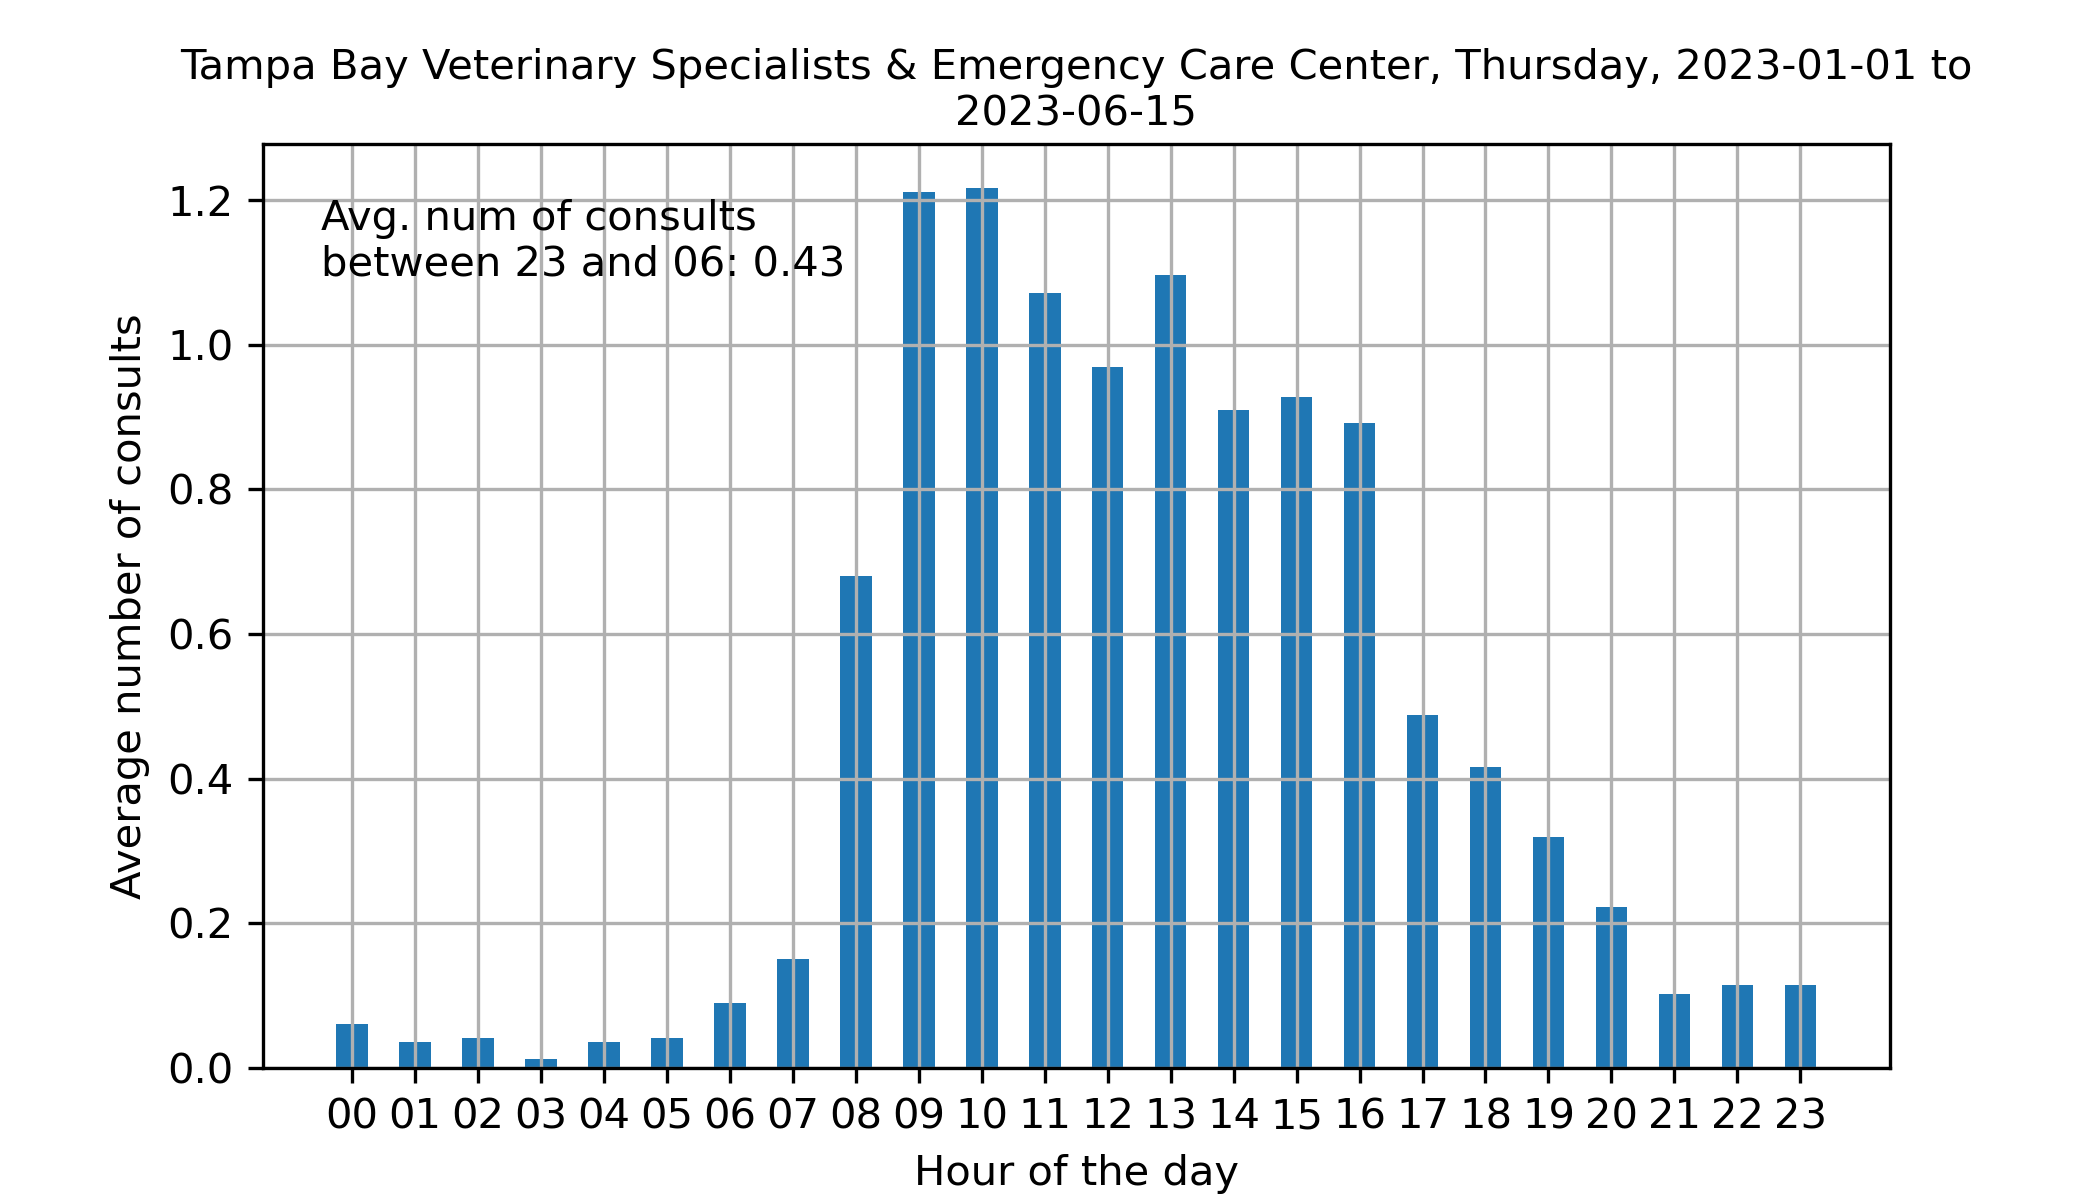 Tampa Bay Veterinary Specialists & Emergency Care Center, Thursday, 2023-01-01 to
2023-06-15
Avg. num of consults
between 23 and 06: 0.43
Average number of consults
1.2
1.0
0.8
0.6
0.4
0.2
0.0
00 01 02 03 04 05 06 07 08 09 10 11 12 13 14 15 16 17 18 19 20 21 22 23
Hour of the day